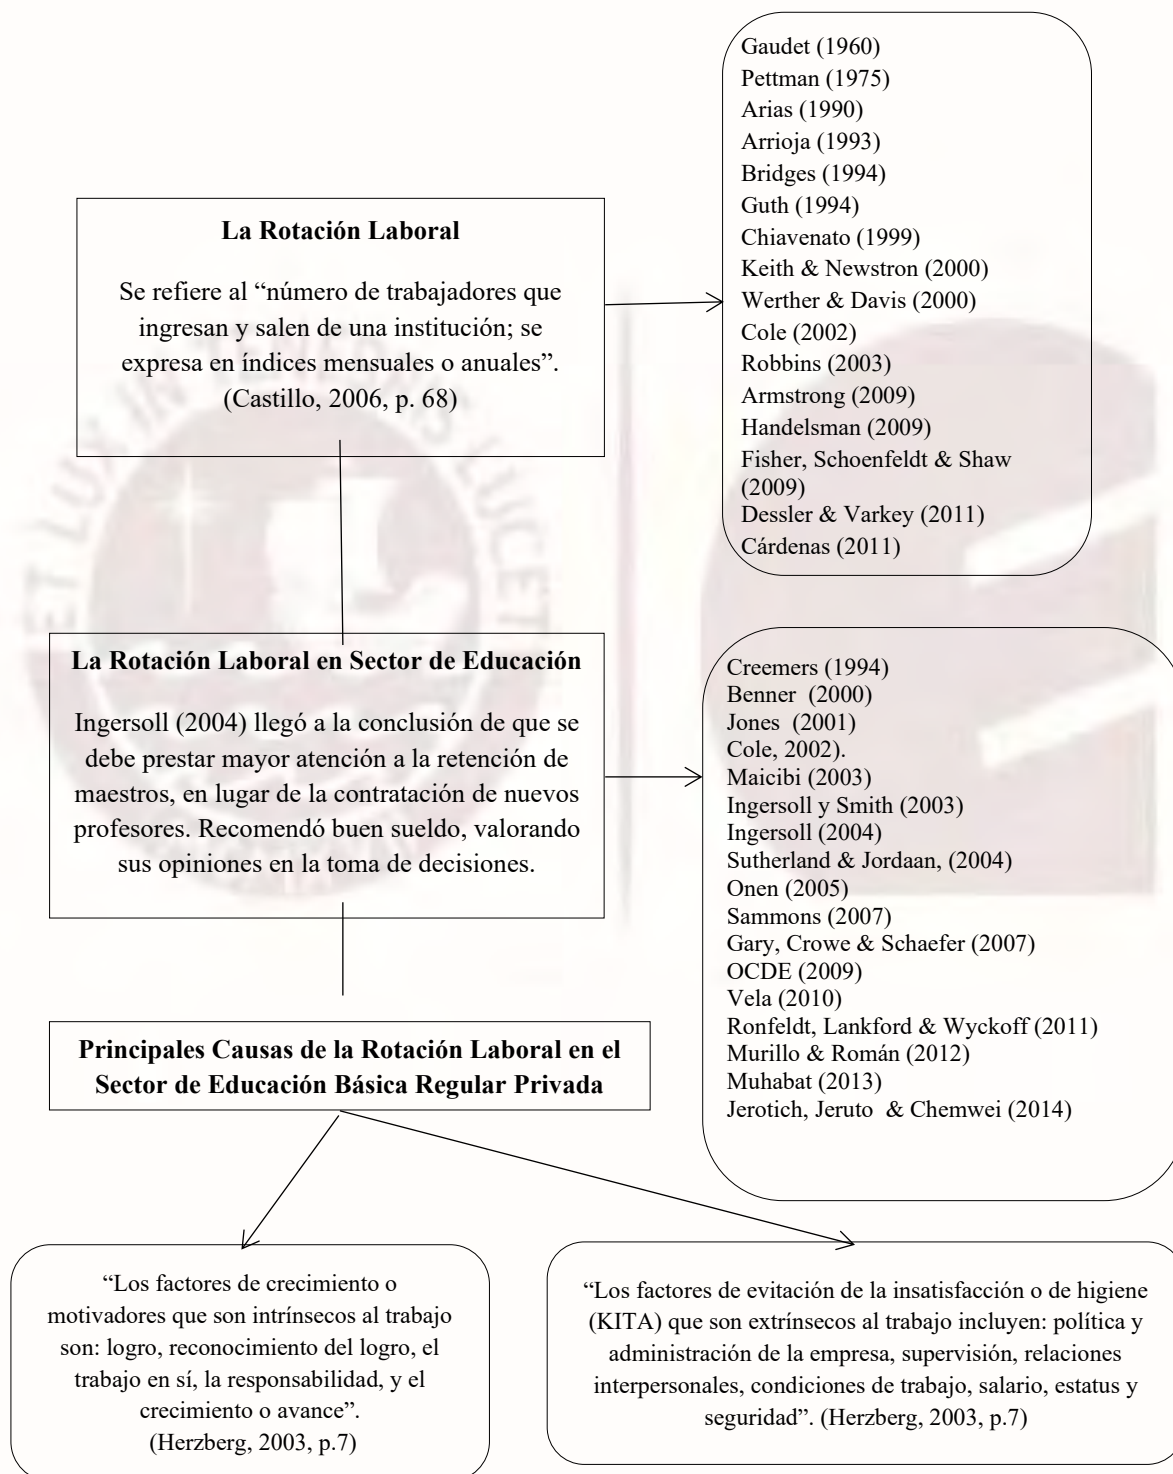 Gaudet (1960)
Pettman (1975)
Arias (1990)
Arrioja (1993)
Bridges (1994)
Guth (1994)
Chiavenato (1999)
Keith & Newstron (2000)
Werther & Davis (2000)
Cole (2002)
Robbins (2003)
Armstrong (2009)
Handelsman (2009)
Fisher, Schoenfeldt & Shaw
(2009)
Dessler & Varkey (2011)
Cárdenas (2011)
La Rotación Laboral
Se refiere al “número de trabajadores que
ingresan y salen de una institución; se
expresa en índices mensuales o anuales”.
(Castillo, 2006, p. 68)
ET LUX IN TENEBRIS LUCET
La Rotación Laboral en Sector de Educación
Ingersoll (2004) llegó a la conclusión de que se
debe prestar mayor atención a la retención de
maestros, en lugar de la contratación de nuevos
profesores. Recomendó buen sueldo, valorando
sus opiniones en la toma de decisiones.
Creemers (1994)
Benner  (2000)
Jones  (2001)
Cole, 2002).
Maicibi (2003)
Ingersoll y Smith (2003)
Ingersoll (2004)
Sutherland & Jordaan, (2004)
Onen (2005)
Sammons (2007)
Gary, Crowe & Schaefer (2007)
OCDE (2009)
Vela (2010)
Ronfeldt, Lankford & Wyckoff (2011)
Murillo & Román (2012)
Muhabat (2013)
Jerotich, Jeruto  & Chemwei (2014)
Principales Causas de la Rotación Laboral en el
Sector de Educación Básica Regular Privada
“Los factores de crecimiento o
motivadores que son intrínsecos al trabajo
son: logro, reconocimiento del logro, el
trabajo en sí, la responsabilidad, y el
crecimiento o avance”.
(Herzberg, 2003, p.7)
“Los factores de evitación de la insatisfacción o de higiene
(KITA) que son extrínsecos al trabajo incluyen: política y
administración de la empresa, supervisión, relaciones
interpersonales, condiciones de trabajo, salario, estatus y
seguridad”. (Herzberg, 2003, p.7)